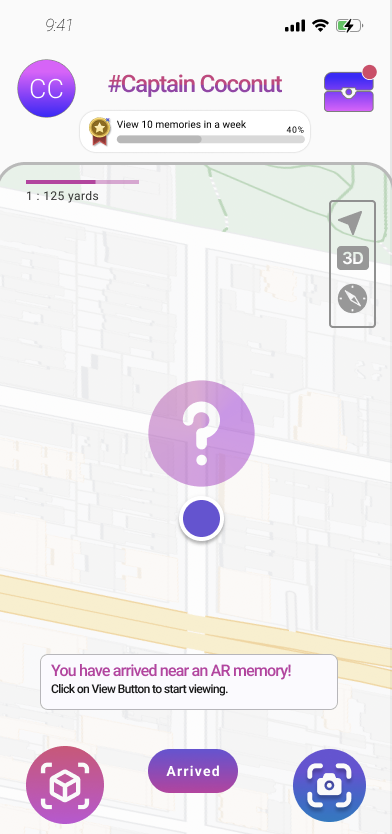 9:41
CC
#Captain Coconut
View 10 memories in a week
40%
1 : 125 yards
3D
?
You have arrived near an AR memory!
Click on View Button to start viewing.
Arrived